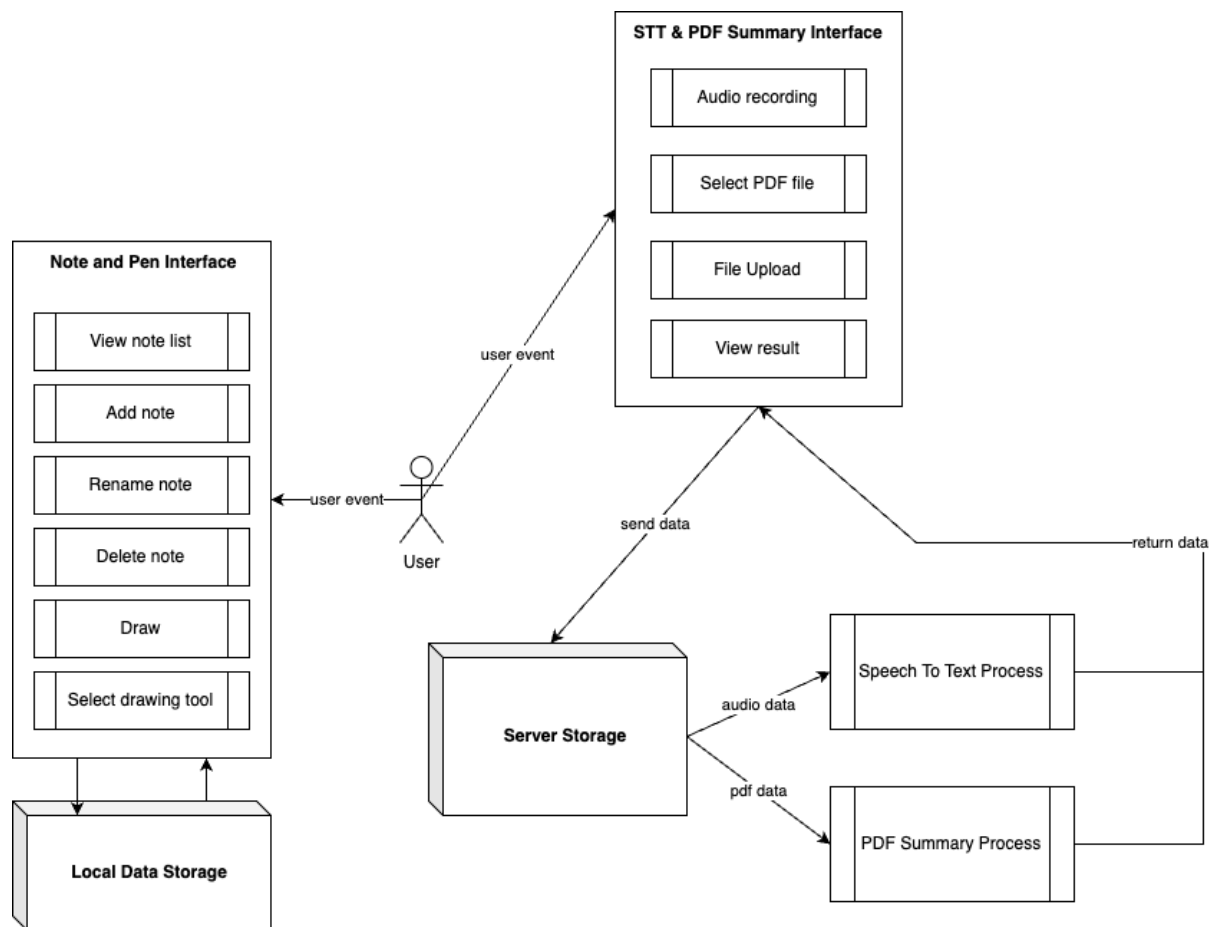 STT & PDF Summary Interface
Audio recording
Select PDF file
File Upload
View result
Note and Pen Interface
View note list
Add note
Rename note
Delete note
Draw
Select drawing tool
user event
user event
User
send data
return data
Server Storage
audio data
pdf data
Speech To Text Process
PDF Summary Process
Local Data Storage